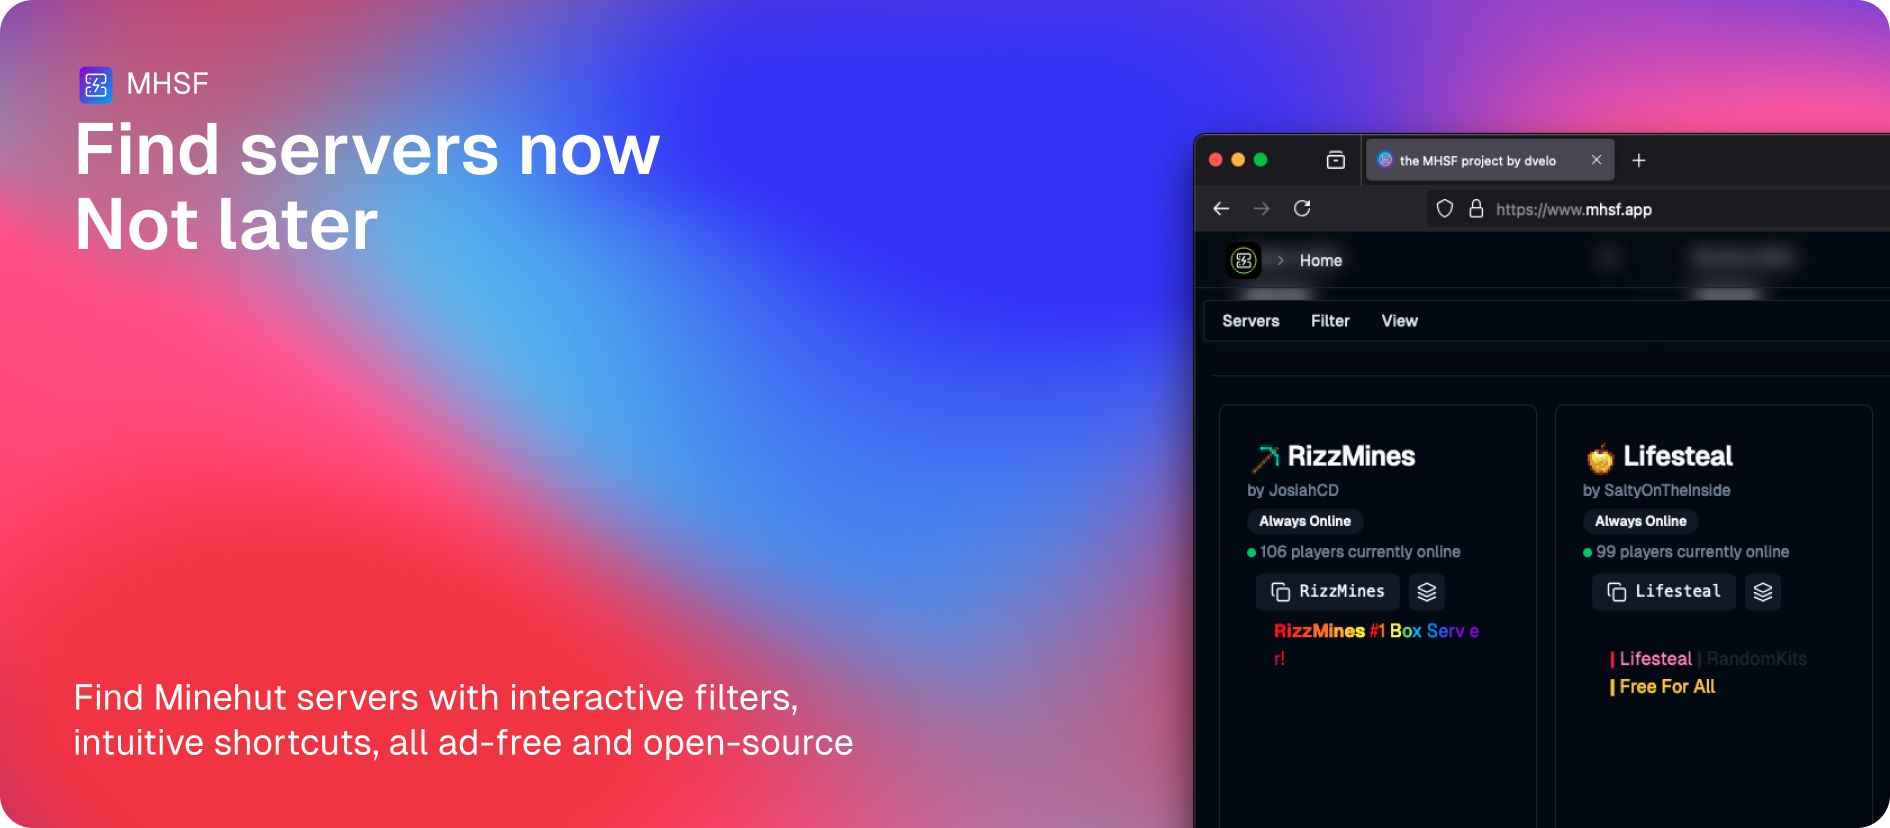 MHSF
Find servers now
Not later
Find Minehut servers with interactive filters,
intuitive shortcuts, all ad-free and open-source
the MHSF project by dvelo
https://www.mhsf.app
Home
Servers Filter View
RizzMines
by JosiahCD
Always Online
106 players currently online
RizzMines
RizzMines #1 Box Serv e
r!
Lifesteal
by SaltyOnTheInside
Always Online
99 players currently online
Lifesteal
| Lifesteal | RandomKits
| Free For All